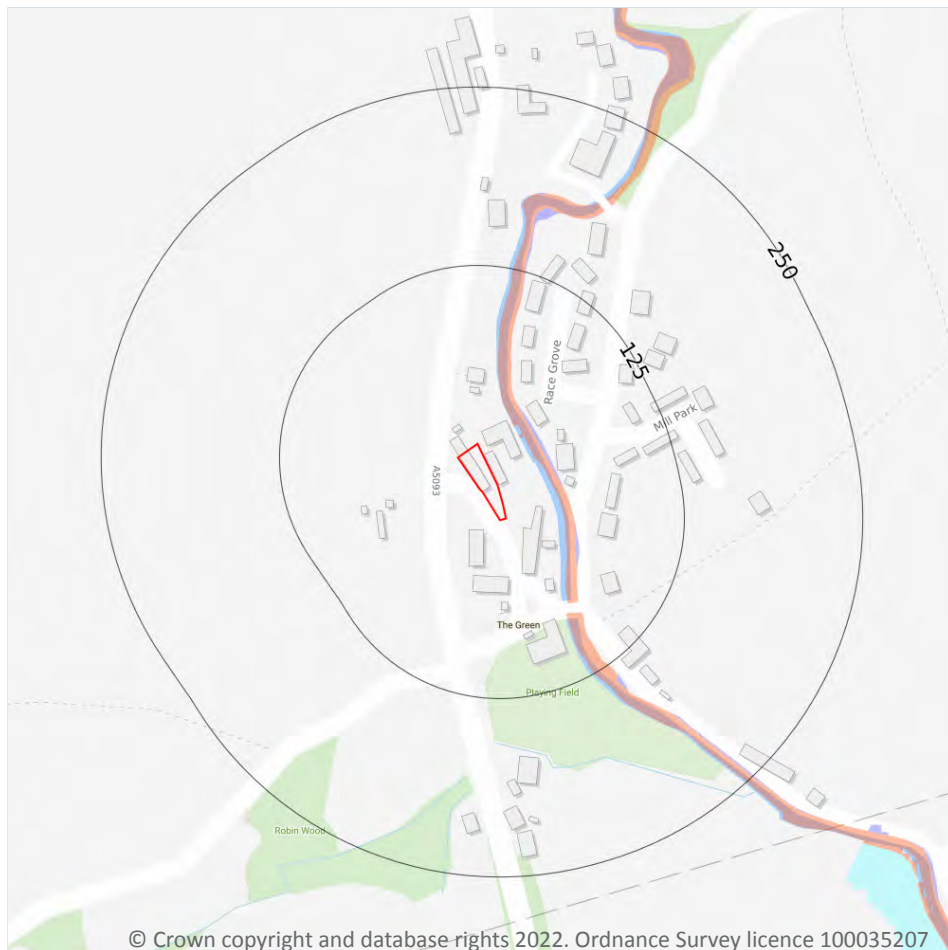 250
125
Race Grove
Mill Park
A5093
The Green
Playing Field
Robin Wood
© Crown copyright and database rights 2022. Ordnance Survey licence 100035207